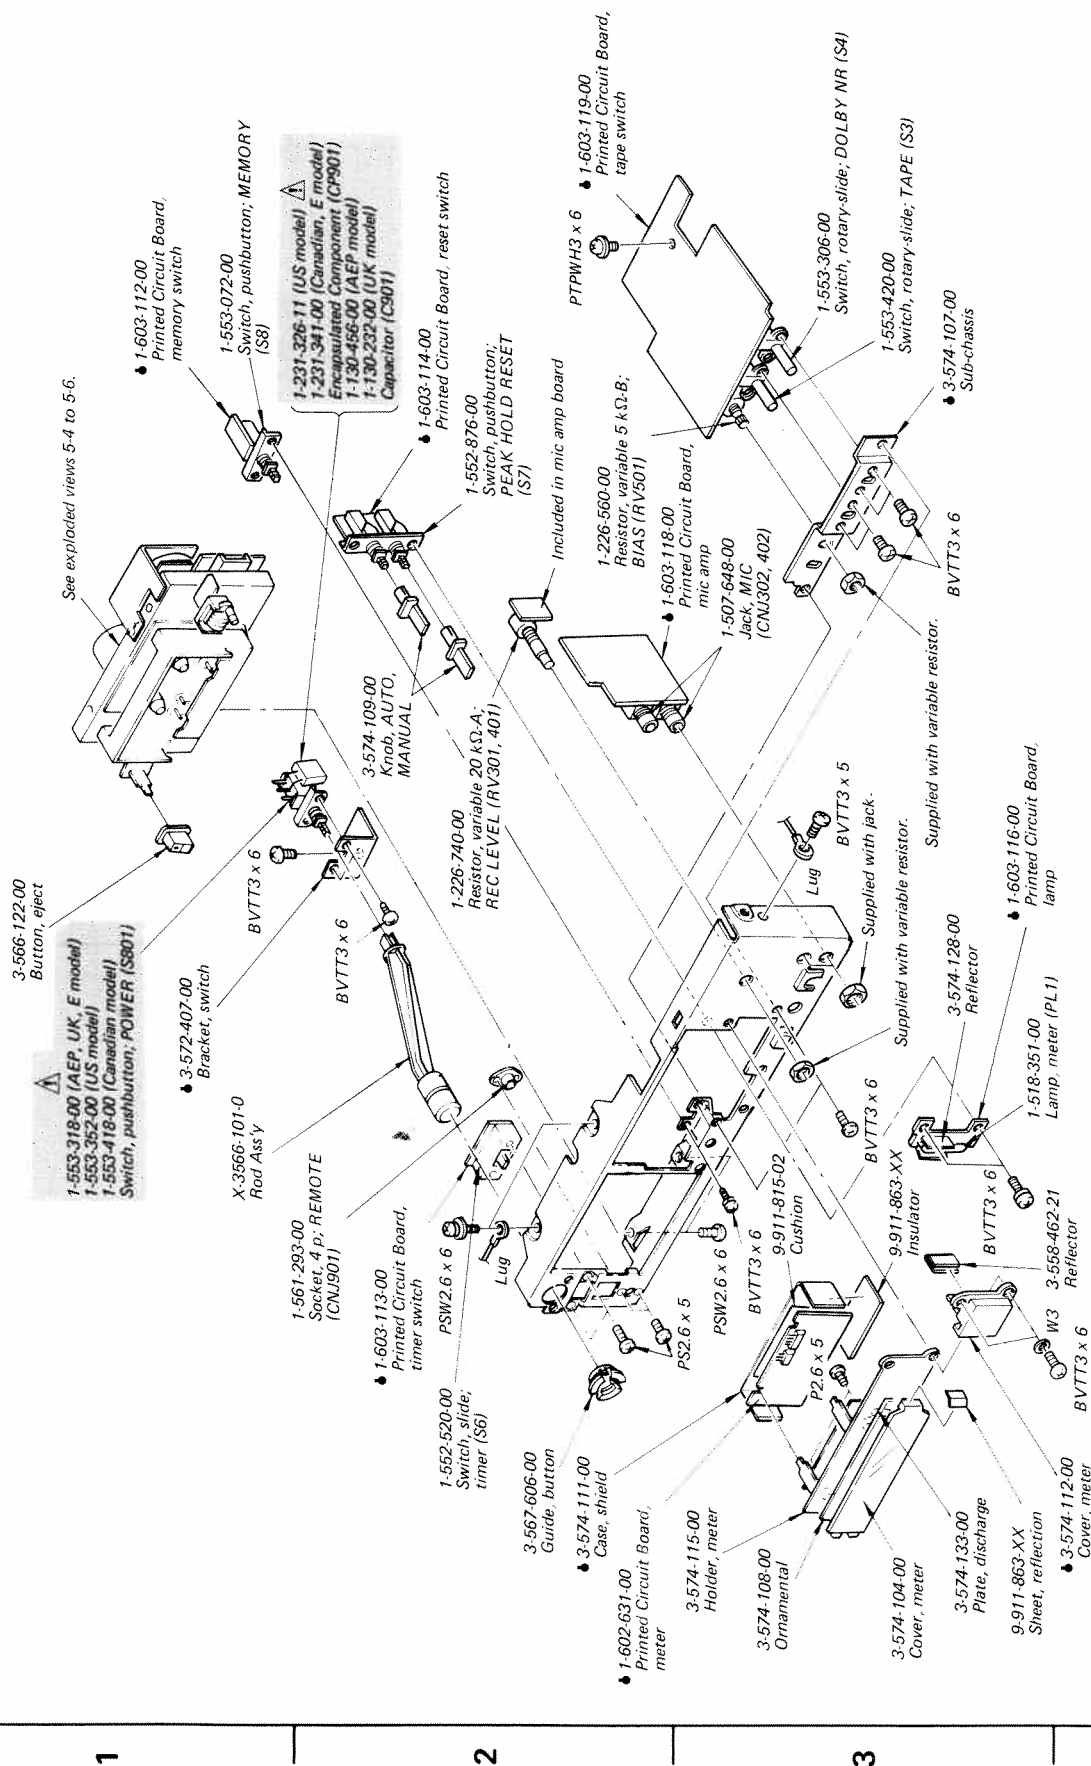 1
2
3
3-566-122-00
Button, eject
See exploded views 5-4 to 5-6.
1-603-112-00
Printed Circuit Board,
memory switch
1-553-072-00
Switch, pushbutton; MEMORY
(S8)
1-553-318-00 (AEP, UK, E model)
1-553-352-00 (US model)
1-553-418-00 (Canadian model)
Switch, pushbutton; POWER (S801)
1-231-326-11 (US model)
1-231-341-00 (Canadian, E model)
Encapsulated Component (CP901)
1-130-456-00 (AEP model)
1-130-232-00 (UK model)
Capacitor (C901)
3-572-407-00
Bracket, switch
BVTT3 x 6
BVTT3 x 6
1-603-114-00
Printed Circuit Board, reset switch
1-552-876-00
Switch, pushbutton;
PEAK HOLD RESET
(S7)
X-3566-101-0
Rod Ass'y
3-574-109-00
Knob, AUTO,
MANUAL
1-226-740-00
Resistor, variable 20 kΩ-A;
REC LEVEL (RV301, 401)
Included in mic amp board
PTPWH3 x 6
1-603-119-00
Printed Circuit Board,
tape switch
1-561-293-00
Socket, 4 p; REMOTE
(CNJ901)
1-603-113-00
Printed Circuit Board,
timer switch
PSW2.6 x 6
Lug
1-552-520-00
Switch, slide;
timer (S6)
1-226-560-00
Resistor, variable 5 kΩ-B;
BIAS (RV501)
1-603-118-00
Printed Circuit Board,
mic amp
1-507-648-00
Jack, MIC
(CNJ302, 402)
1-553-306-00
Switch, rotary-slide; DOLBY NR (S4)
1-553-420-00
Switch, rotary-slide; TAPE (S3)
3-574-107-00
Sub-chassis
BVTT3 x 6
Supplied with variable resistor.
BVTT3 x 5
Lug
Supplied with jack.
Supplied with variable resistor.
3-567-606-00
Guide, button
PS2.6 x 5
PSW2.6 x 6
BVTT3 x 6
BVTT3 x 6
3-574-111-00
Case, shield
1-602-631-00
Printed Circuit Board,
meter
9-911-815-02
Cushion
P2.6 x 5
9-911-863-XX
Insulator
3-574-115-00
Holder, meter
3-574-108-00
Ornamental
3-574-104-00
Cover, meter
3-574-133-00
Plate, discharge
9-911-863-XX
Sheet, reflection
3-574-112-00
Cover, meter
BVTT3 x 6
W3
3-558-462-21
Reflector
BVTT3 x 6
1-518-351-00
Lamp, meter (PL1)
3-574-128-00
Reflector
1-603-116-00
Printed Circuit Board,
lamp